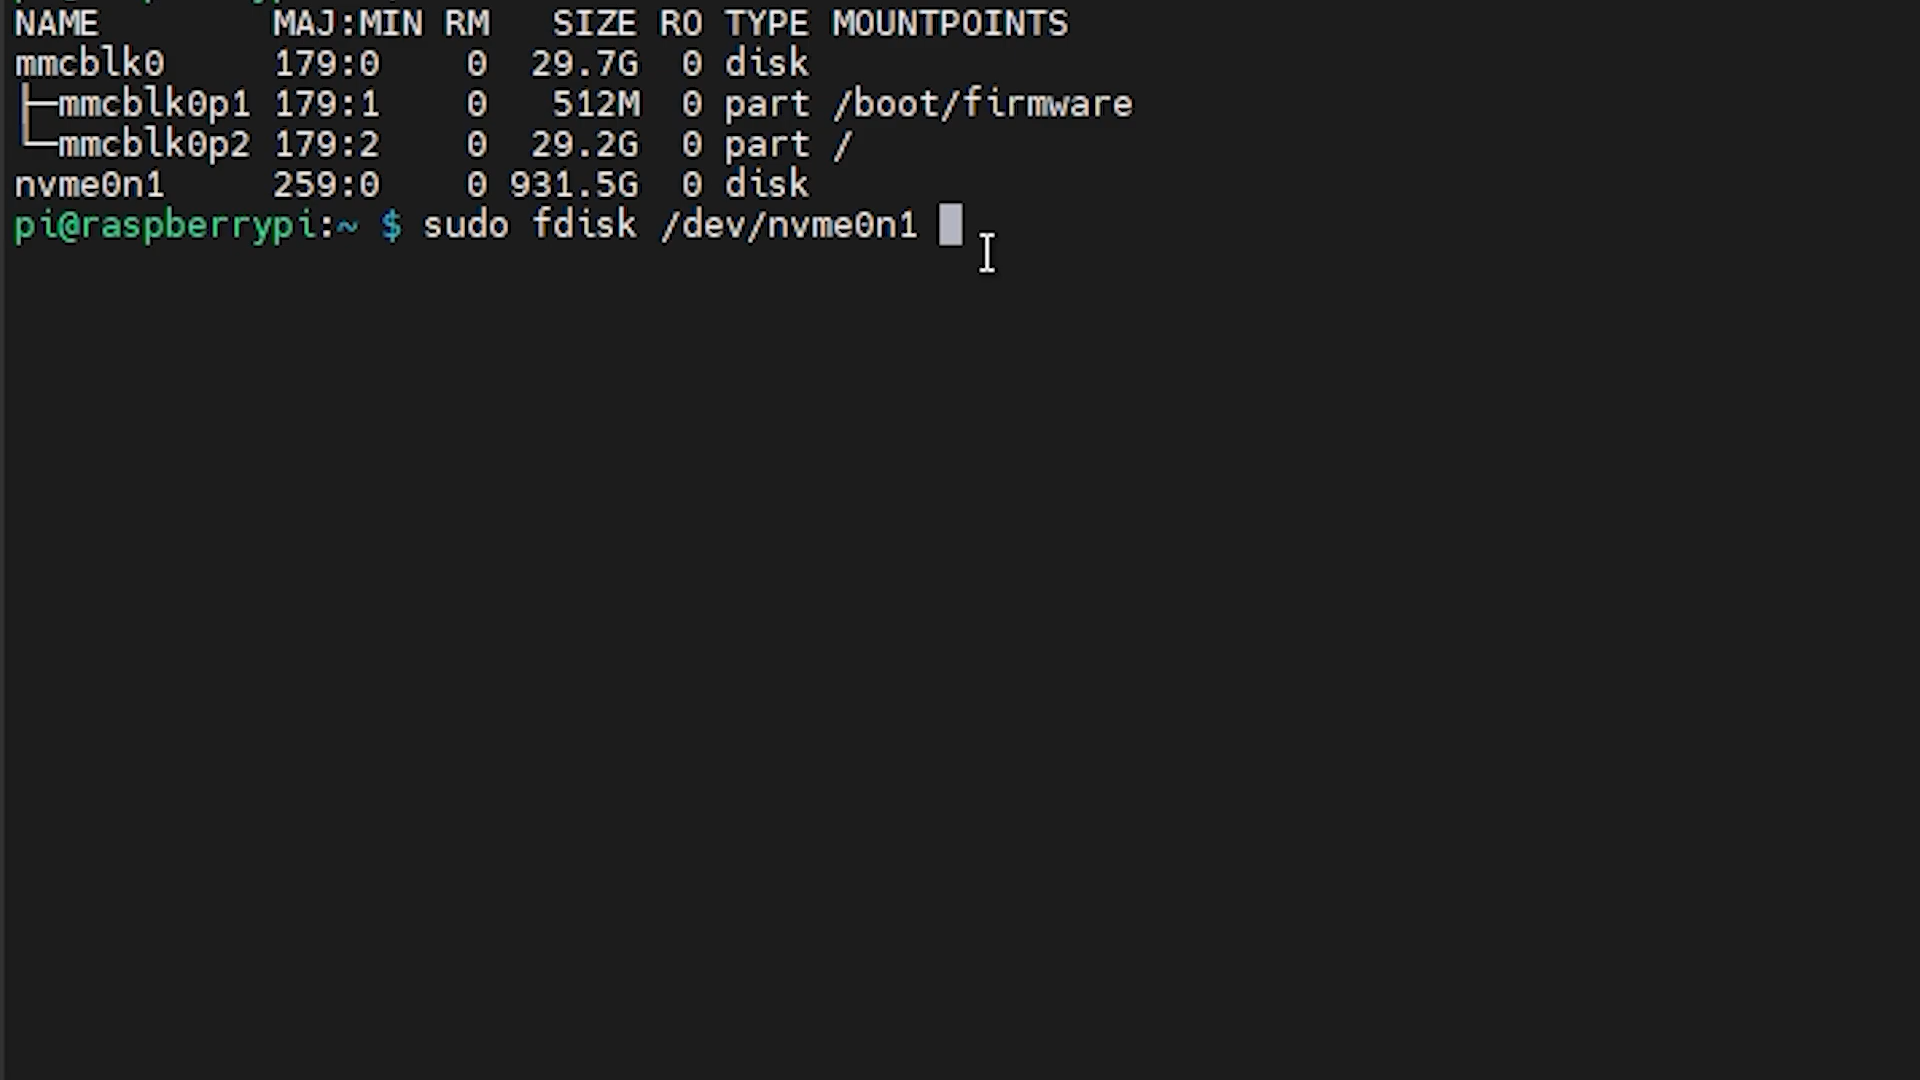 NAME        MAJ:MIN RM   SIZE RO TYPE MOUNTPOINTS
mmcblk0     179:0    0  29.7G  0 disk
├─mmcblk0p1 179:1    0   512M  0 part /boot/firmware
└─mmcblk0p2 179:2    0  29.2G  0 part /
nvme0n1     259:0    0 931.5G  0 disk
pi@raspberrypi:~ $ sudo fdisk /dev/nvme0n1